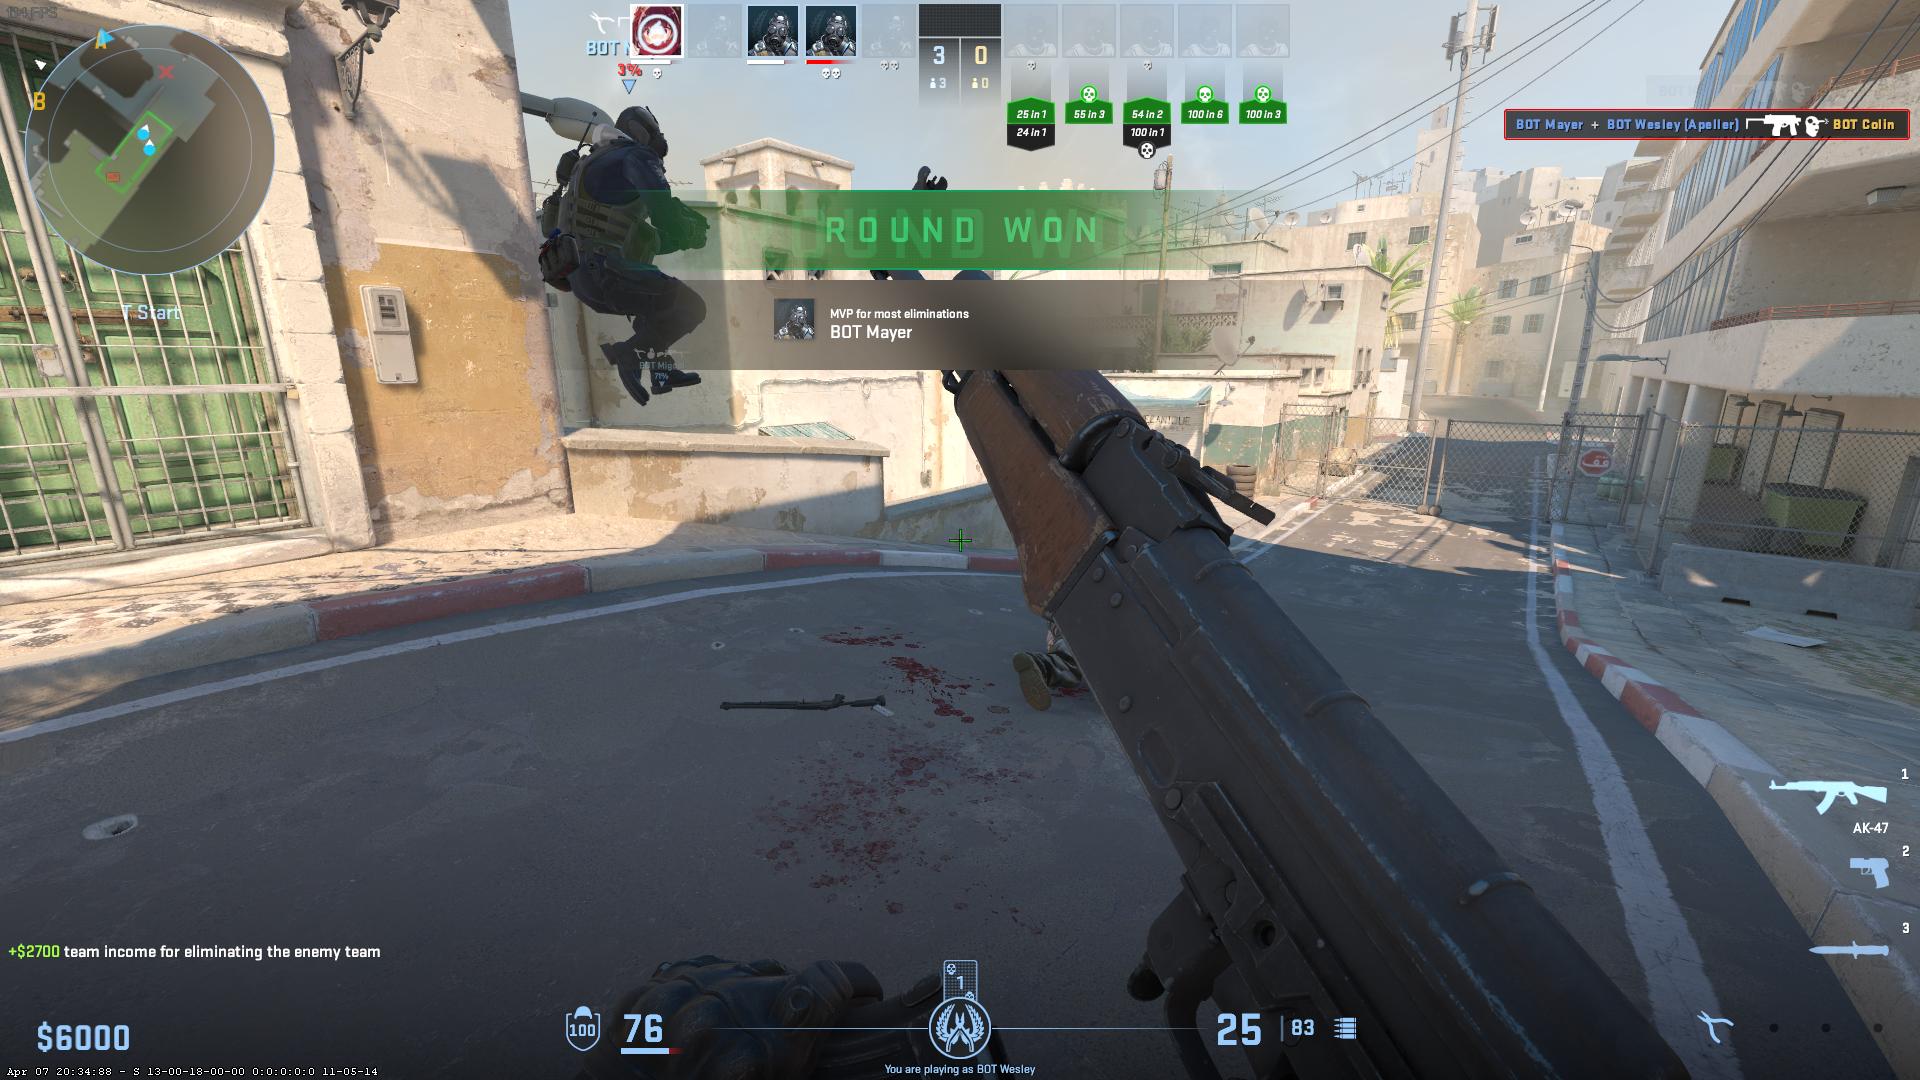 A
B
T Start
BOT
3%
3
0
3
0
25 in 1
24 in 1
55 in 3
54 in 2
100 in 1
100 in 6
100 in 3
BOT Mayer + BOT Wesley (Apeller) BOT Colin
ROUND WON
MVP for most eliminations
BOT Mayer
71%
1
AK-47
2
3
+$2700 team income for eliminating the enemy team
$6000
100
76
1
25
83
You are playing as BOT Wesley
Apr 07 20:34:88 - S 13-00-18-00-00 0:0:0:0:0 11-05-14